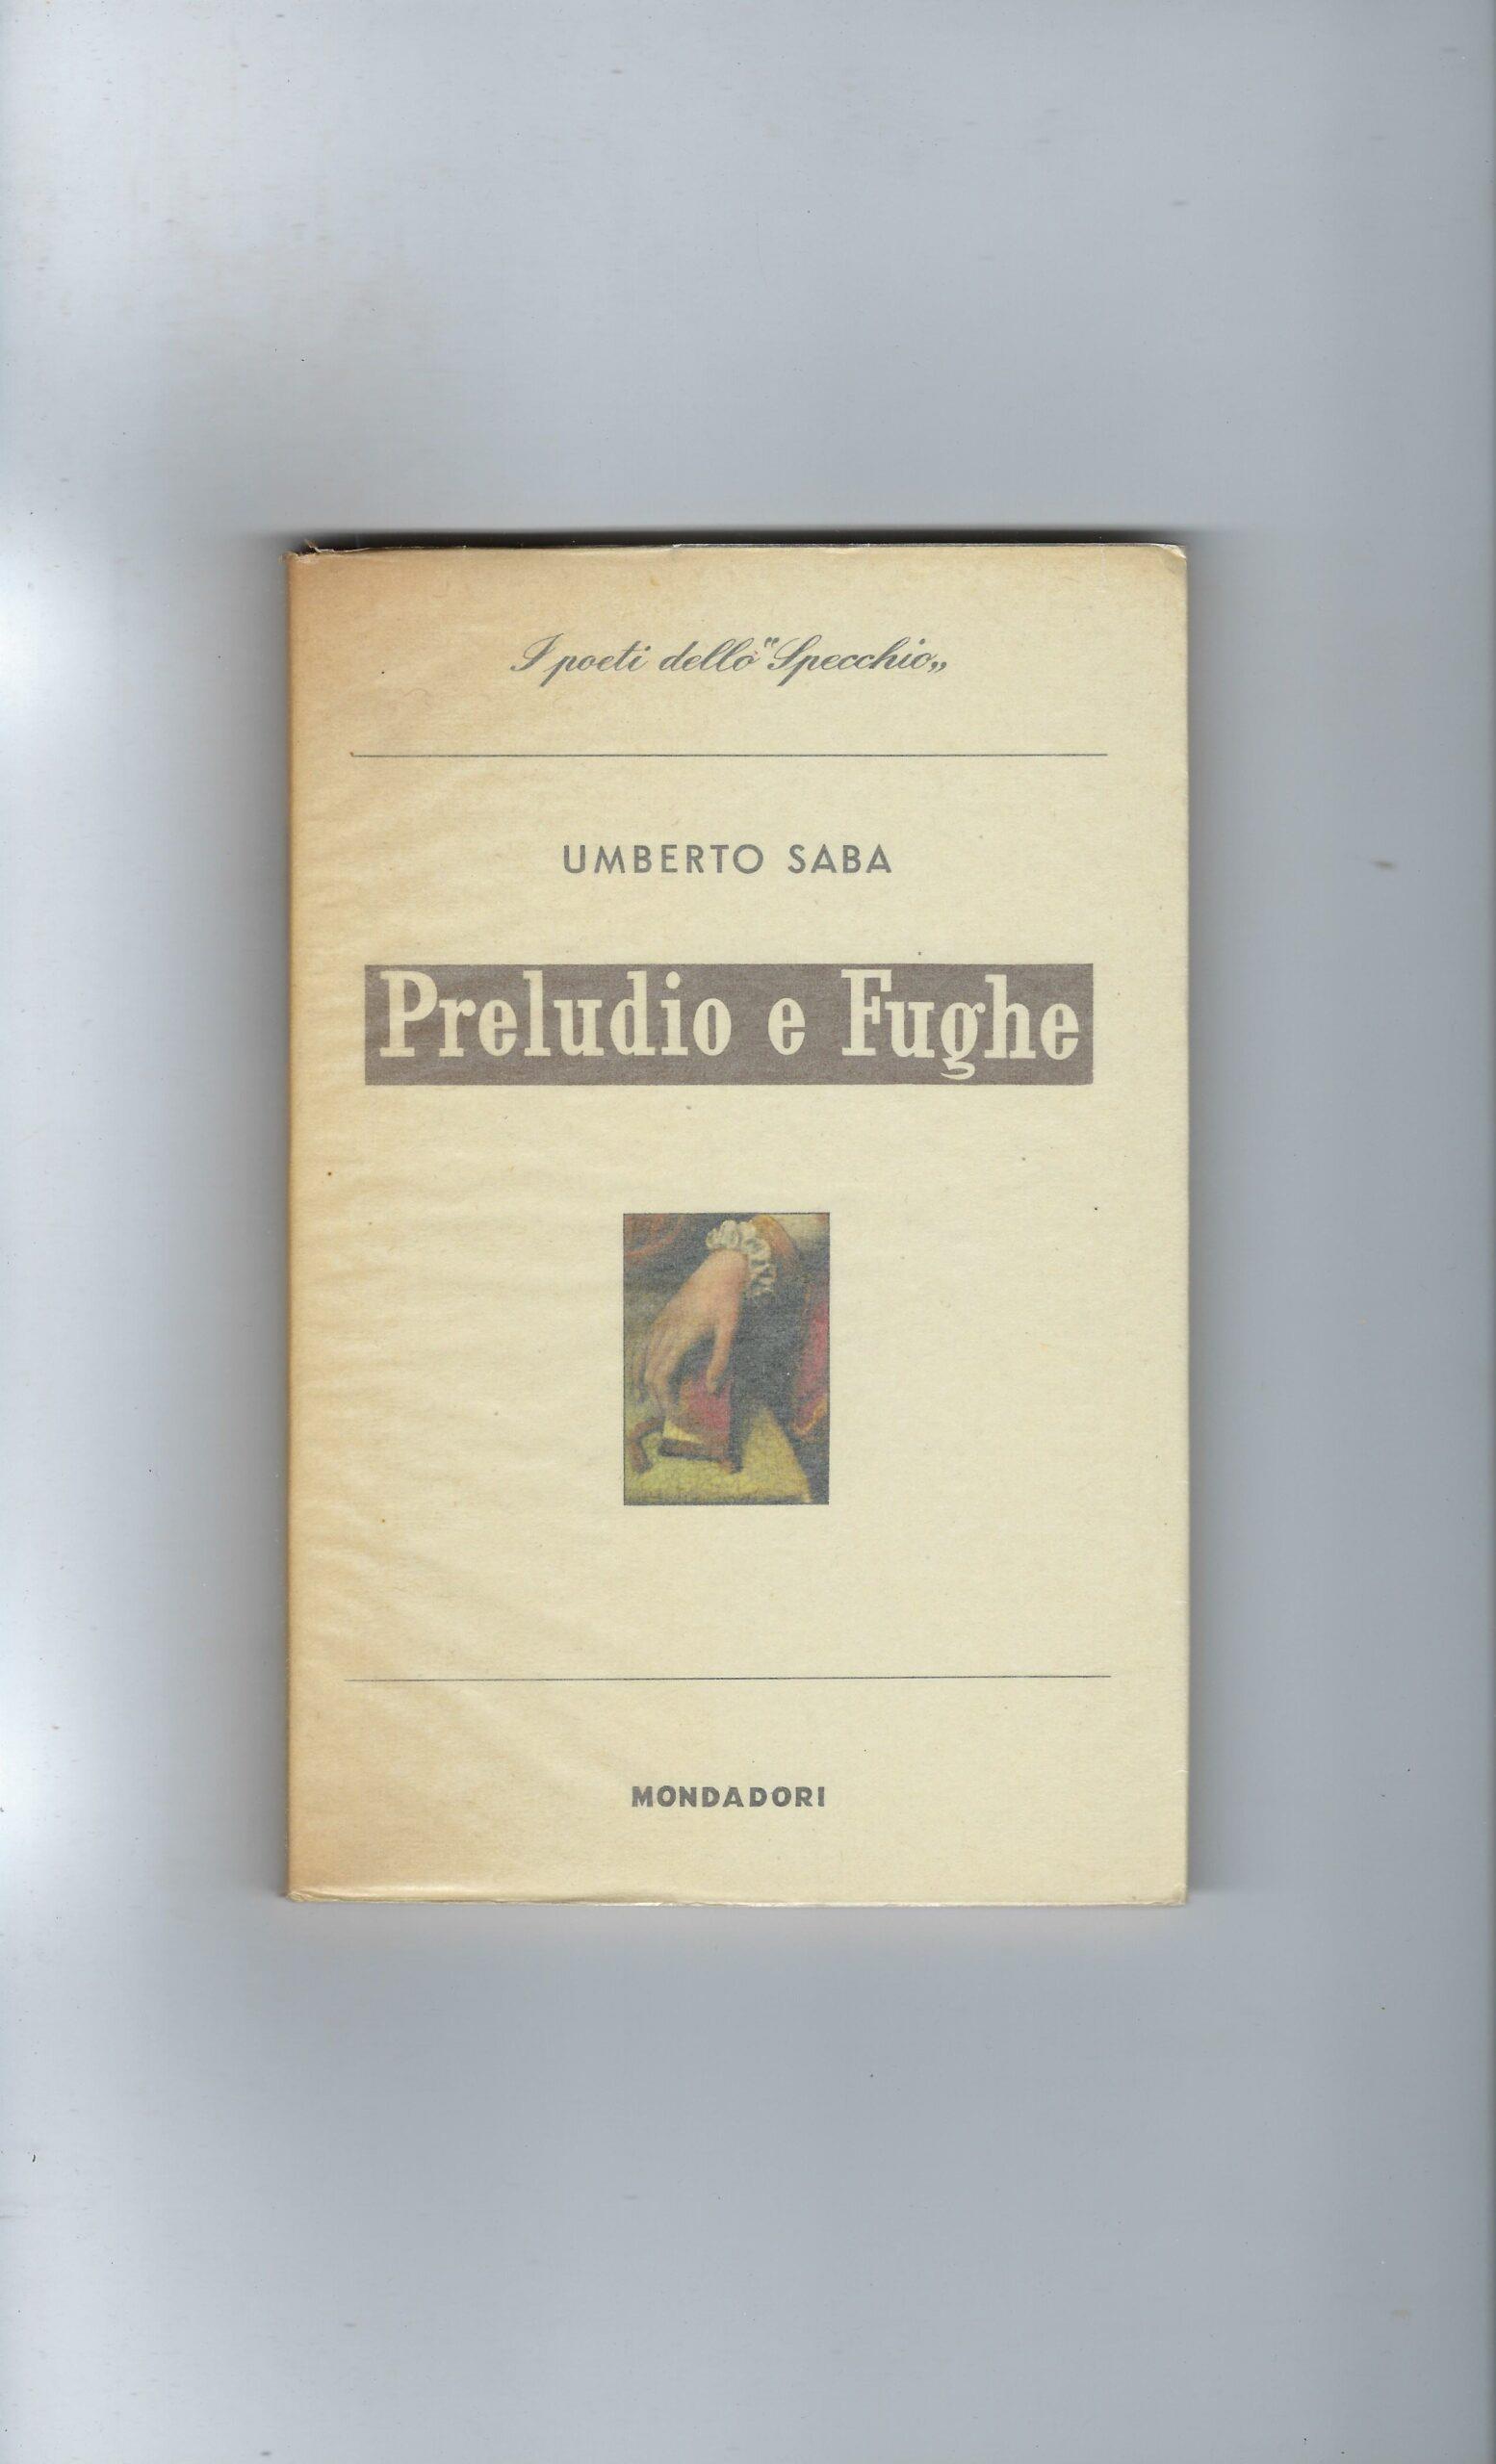 I poeti dello "Specchio„
UMBERTO SABA
Preludio e Fughe
MONDADORI